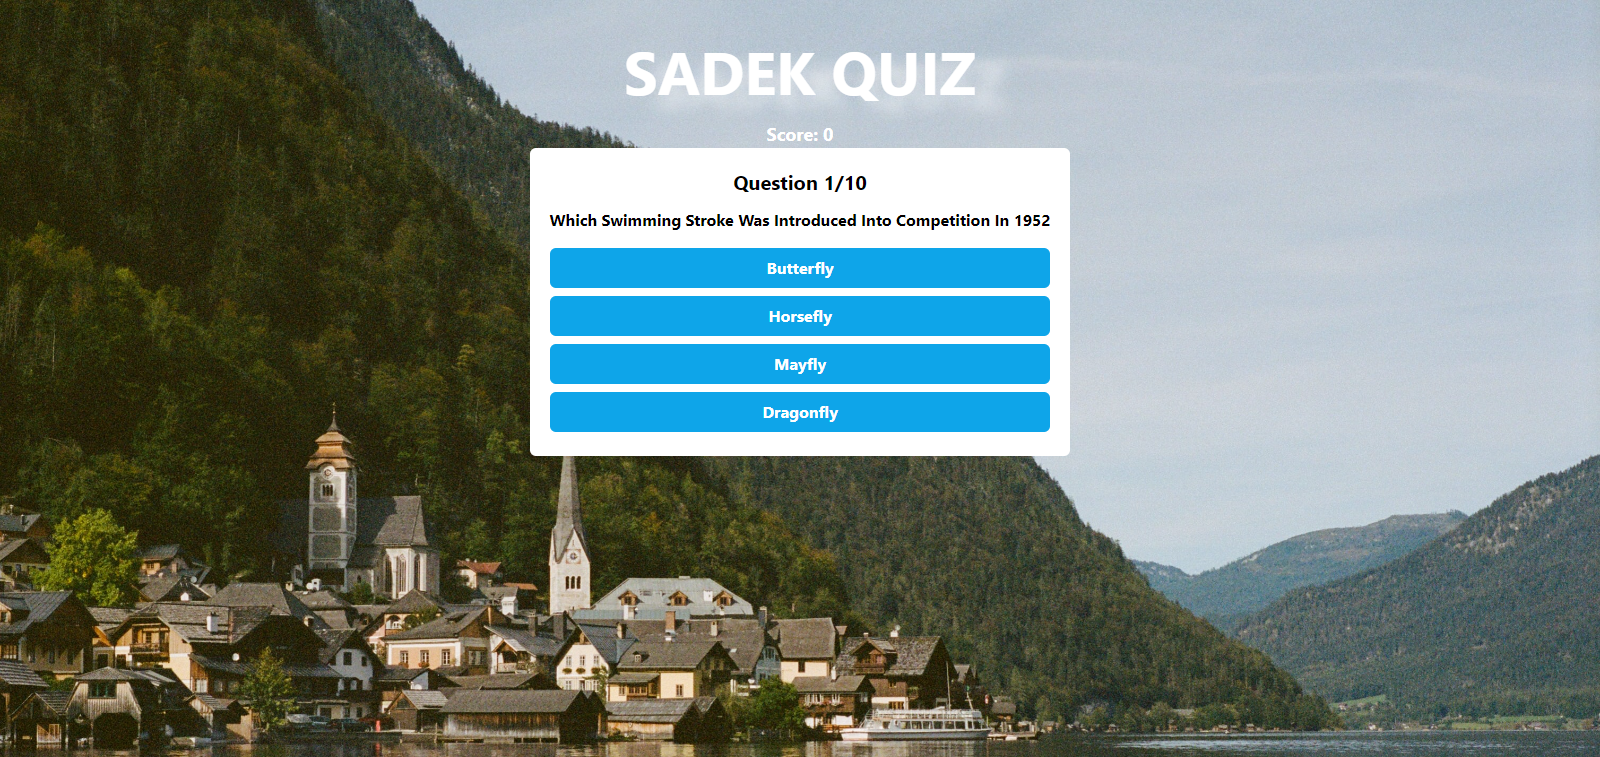 SADEK QUIZ
Score: 0
Question 1/10
Which Swimming Stroke Was Introduced Into Competition In 1952
Butterfly
Horsefly
Mayfly
Dragonfly